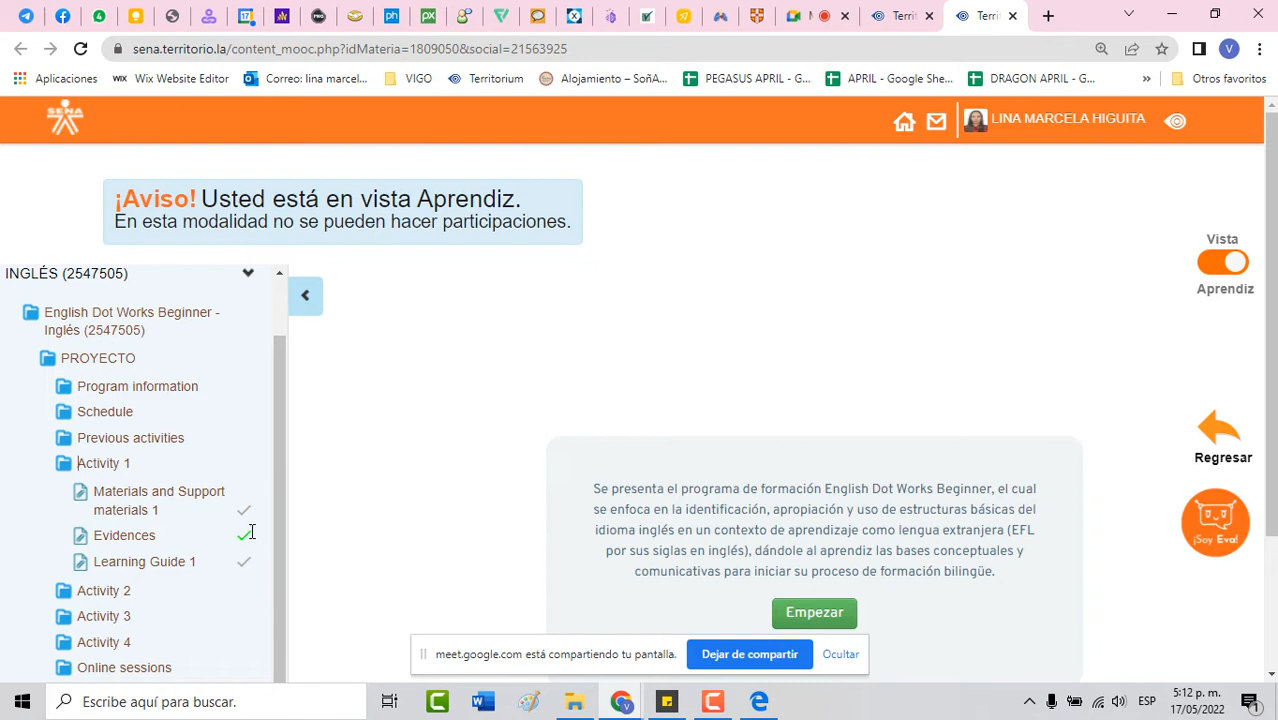 Territ
Territ
sena.territorio.la/content_mooc.php?idMateria=1809050&social=21563925
V
Aplicaciones
WiX Wix Website Editor
Correo: lina marcel...
VIGO
Territorium
Alojamiento – SoñA...
PEGASUS APRIL - G...
APRIL - Google She...
DRAGON APRIL - G...
»
Otros favoritos
SENA
LINA MARCELA HIGUITA
¡Aviso! Usted está en vista Aprendiz.
En esta modalidad no se pueden hacer participaciones.
Vista
Aprendiz
INGLÉS (2547505)
English Dot Works Beginner -
Inglés (2547505)
PROYECTO
Program information
Schedule
Previous activities
Activity 1
Materials and Support
materials 1
Evidences
Learning Guide 1
Activity 2
Activity 3
Activity 4
Online sessions
Regresar
¡Soy Eva!
Se presenta el programa de formación English Dot Works Beginner, el cual
se enfoca en la identificación, apropiación y uso de estructuras básicas del
idioma inglés en un contexto de aprendizaje como lengua extranjera (EFL
por sus siglas en inglés), dándole al aprendiz las bases conceptuales y
comunicativas para iniciar su proceso de formación bilingüe.
Empezar
meet.google.com está compartiendo tu pantalla.
Dejar de compartir
Ocultar
Escribe aquí para buscar.
ESP
5:12 p. m.
17/05/2022